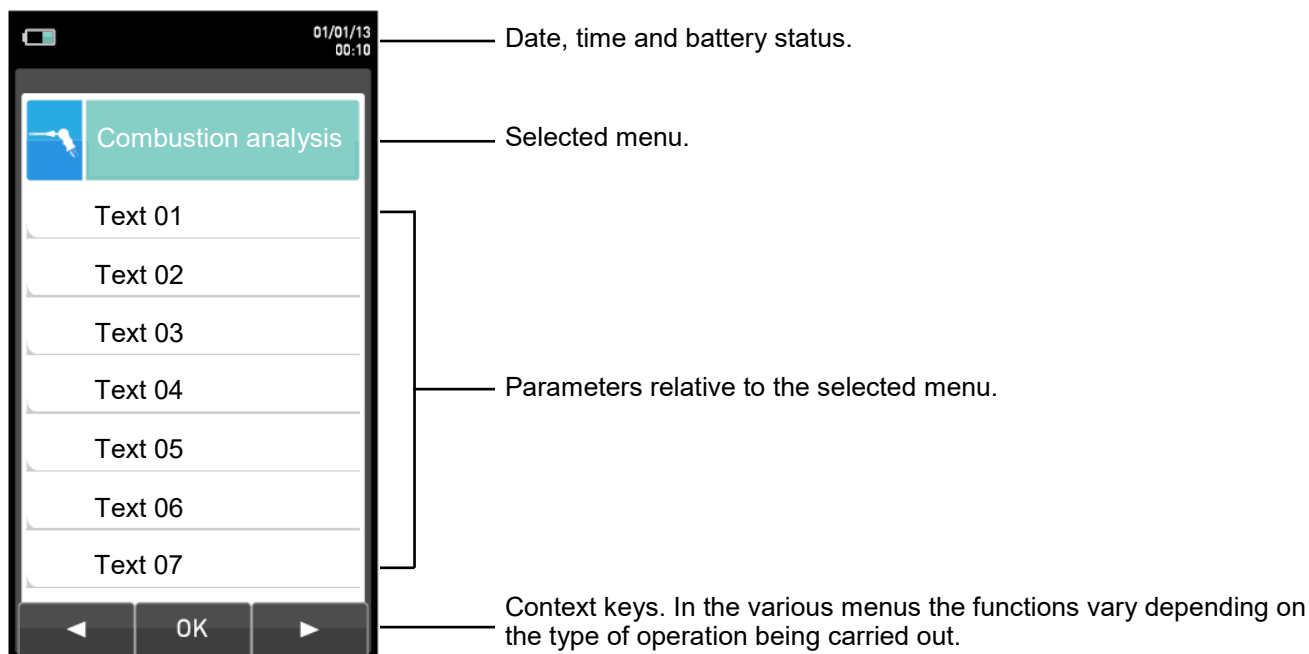 01/01/13
00:10
Date, time and battery status.
Combustion analysis
Selected menu.
Text 01
Text 02
Text 03
Text 04
Text 05
Text 06
Text 07
Parameters relative to the selected menu.
OK
Context keys. In the various menus the functions vary depending on
the type of operation being carried out.